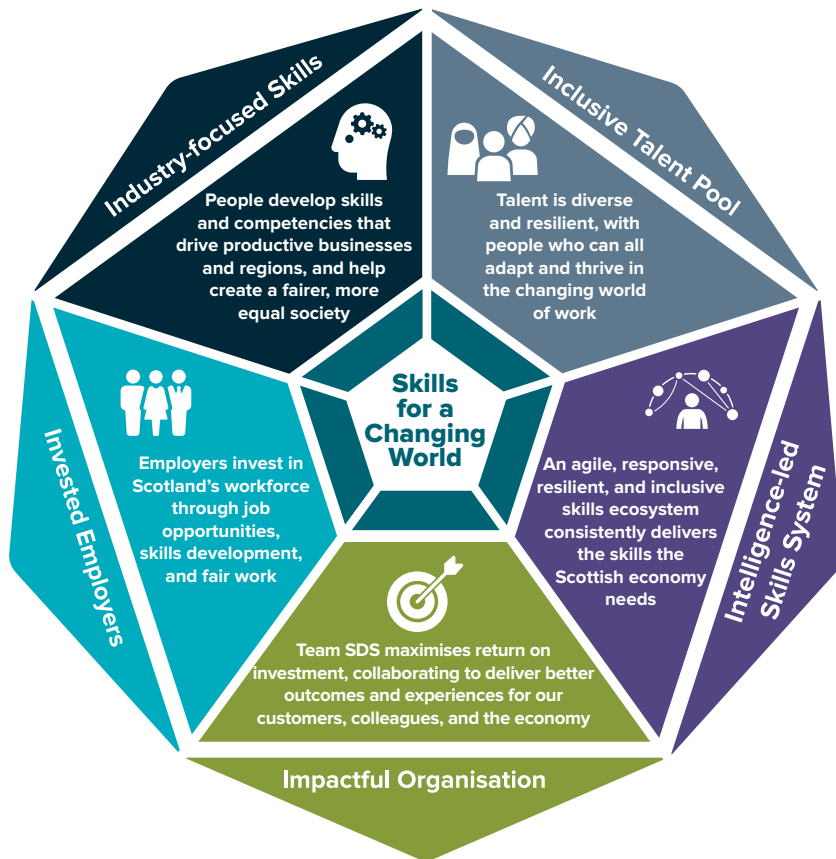 Industry-focused Skills
People develop skills
and competencies that
drive productive businesses
and regions, and help
create a fairer, more
equal society
Inclusive Talent Pool
Talent is diverse
and resilient, with
people who can all
adapt and thrive in
the changing world
of work
Skills
for a
Changing
World
Invested Employers
Employers invest in
Scotland’s workforce
through job
opportunities,
skills development,
and fair work
Intelligence-led
Skills System
An agile, responsive,
resilient, and inclusive
skills ecosystem
consistently delivers
the skills the
Scottish economy
needs
Team SDS maximises return on
investment, collaborating to deliver better
outcomes and experiences for our
customers, colleagues, and the economy
Impactful Organisation